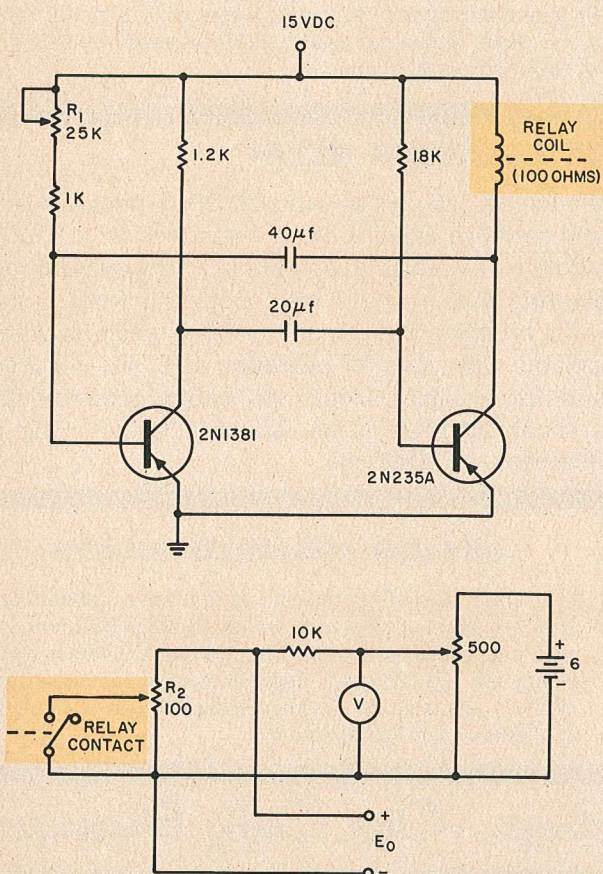 15VDC
R1
25K
1.2K
1.8K
RELAY
COIL
(100 OHMS)
1K
40µf
20µf
2N1381
2N235A
10K
500
+
6
-
R2
100
V
RELAY
CONTACT
+
E0
-